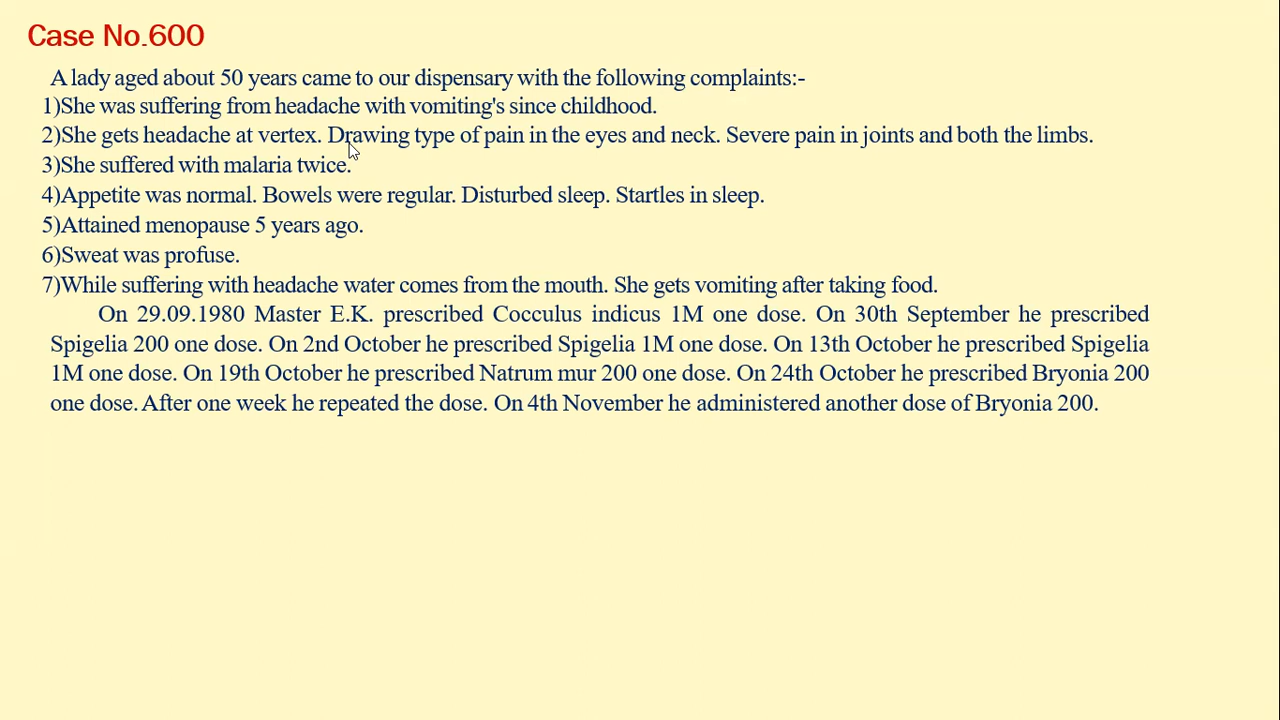 Case No.600
A lady aged about 50 years came to our dispensary with the following complaints:-
1)She was suffering from headache with vomiting's since childhood.
2)She gets headache at vertex. Drawing type of pain in the eyes and neck. Severe pain in joints and both the limbs.
3)She suffered with malaria twice.
4)Appetite was normal. Bowels were regular. Disturbed sleep. Startles in sleep.
5)Attained menopause 5 years ago.
6)Sweat was profuse.
7)While suffering with headache water comes from the mouth. She gets vomiting after taking food.
On 29.09.1980 Master E.K. prescribed Cocculus indicus 1M one dose. On 30th September he prescribed
Spigelia 200 one dose. On 2nd October he prescribed Spigelia 1M one dose. On 13th October he prescribed Spigelia
1M one dose. On 19th October he prescribed Natrum mur 200 one dose. On 24th October he prescribed Bryonia 200
one dose. After one week he repeated the dose. On 4th November he administered another dose of Bryonia 200.